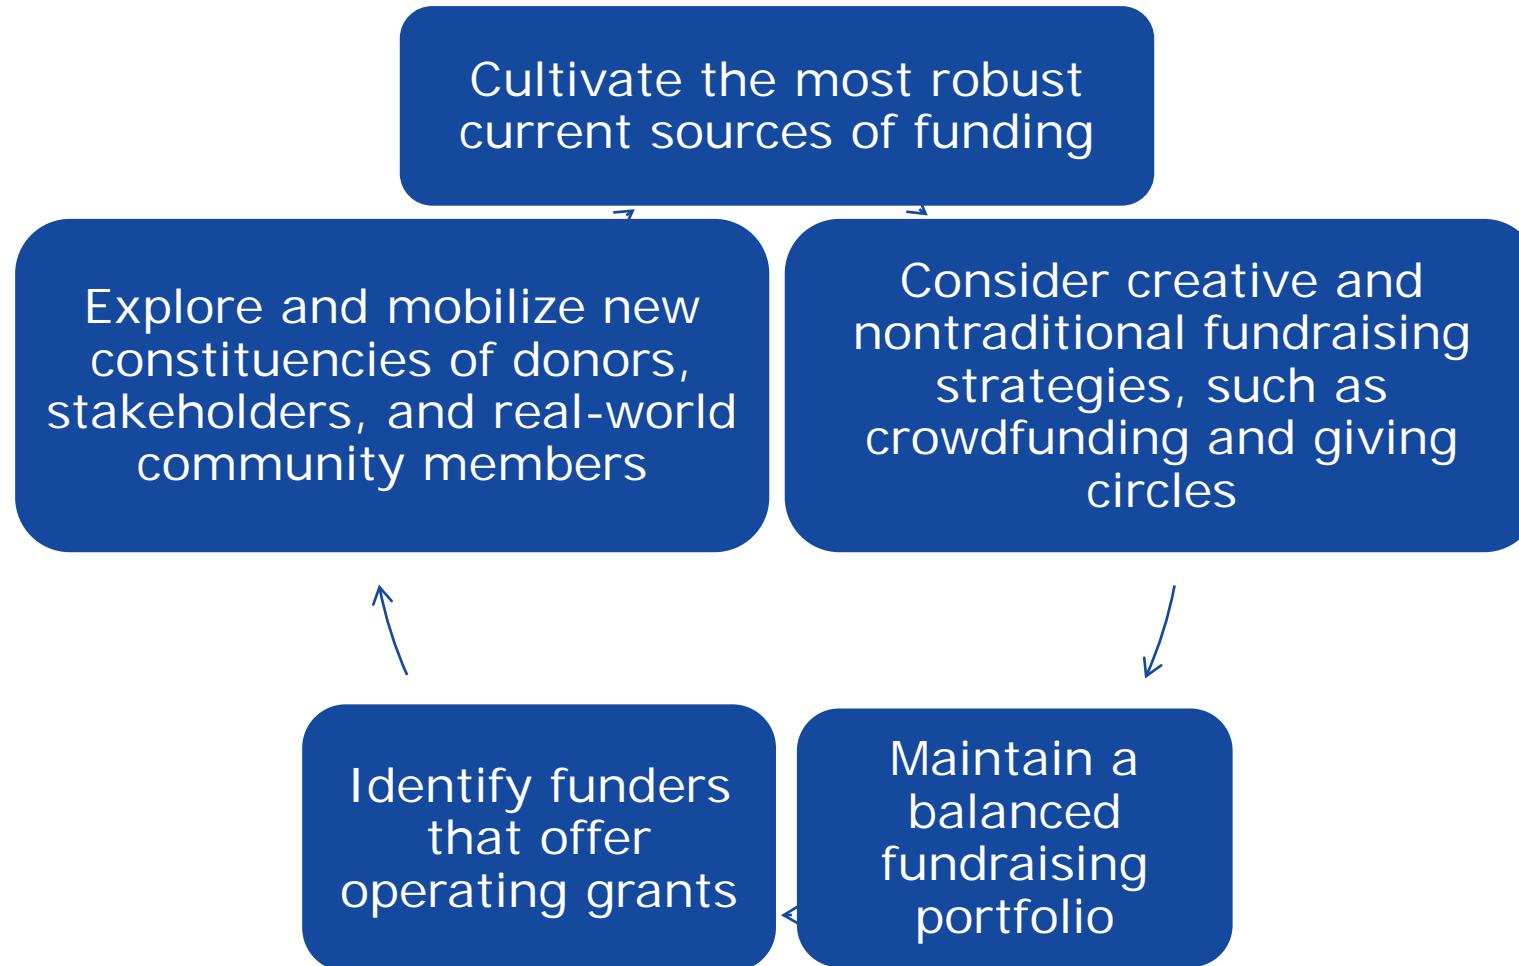 Cultivate the most robust
current sources of funding
Explore and mobilize new
constituencies of donors,
stakeholders, and real-world
community members
Consider creative and
nontraditional fundraising
strategies, such as
crowdfunding and giving
circles
Identify funders
that offer
operating grants
Maintain a
balanced
fundraising
portfolio